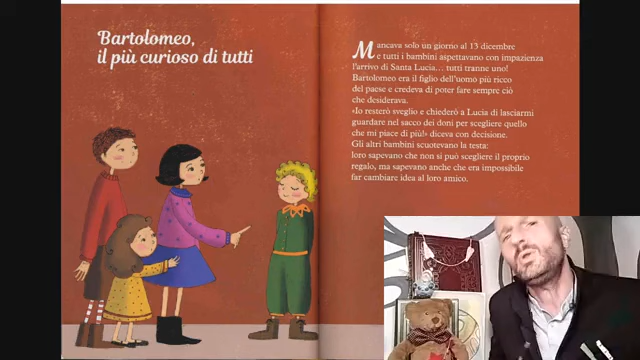 Bartolomeo,
il più curioso di tutti
Mancava solo un giorno al 13 dicembre
e tutti i bambini aspettavano con impazienza
l'arrivo di Santa Lucia... tutti tranne uno!
Bartolomeo era il figlio dell'uomo più ricco
del paese e credeva di poter fare sempre ciò
che desiderava.
«Io resterò sveglio e chiederò a Lucia di lasciarmi
guardare nel sacco dei doni per scegliere quello
che mi piace di più!» diceva con decisione.
Gli altri bambini scuotevano la testa:
loro sapevano che non si può scegliere il proprio
regalo, ma sapevano anche che era impossibile
far cambiare idea al loro amico.